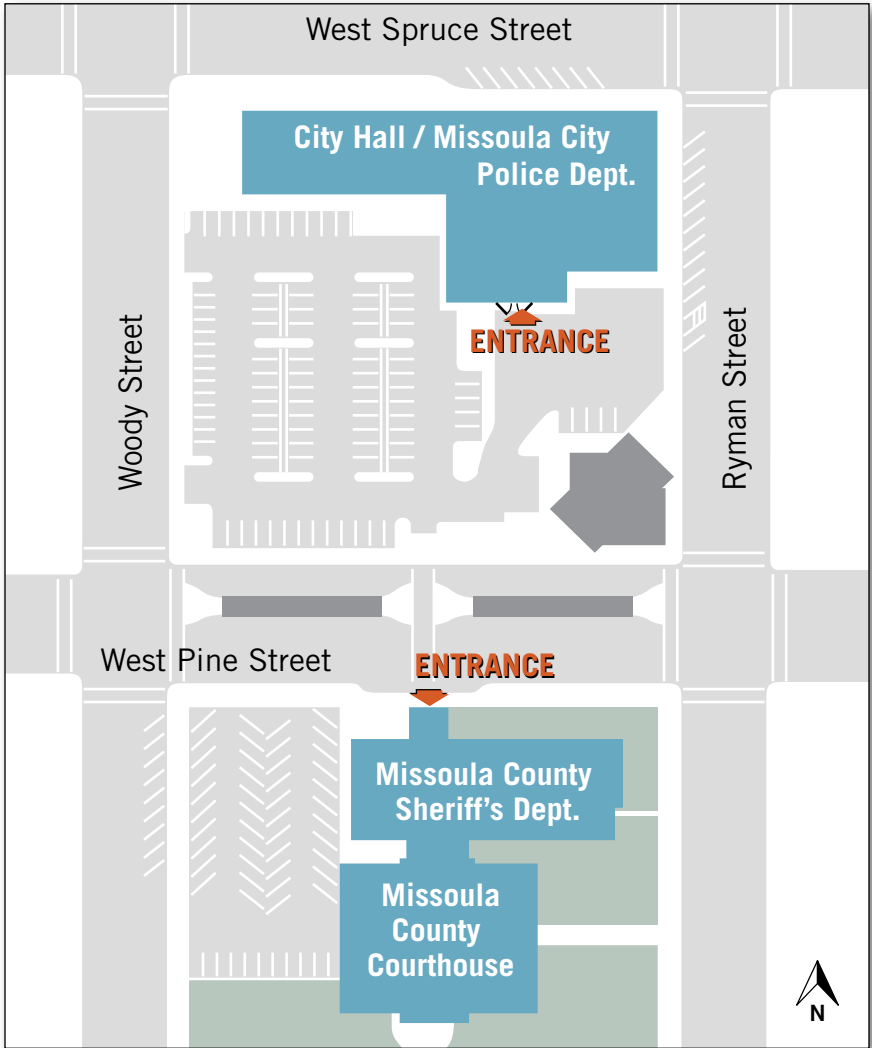 West Spruce Street
City Hall / Missoula City
Police Dept.
ENTRANCE
Woody Street
Ryman Street
West Pine Street
ENTRANCE
Missoula County
Sheriff's Dept.
Missoula
County
Courthouse
N